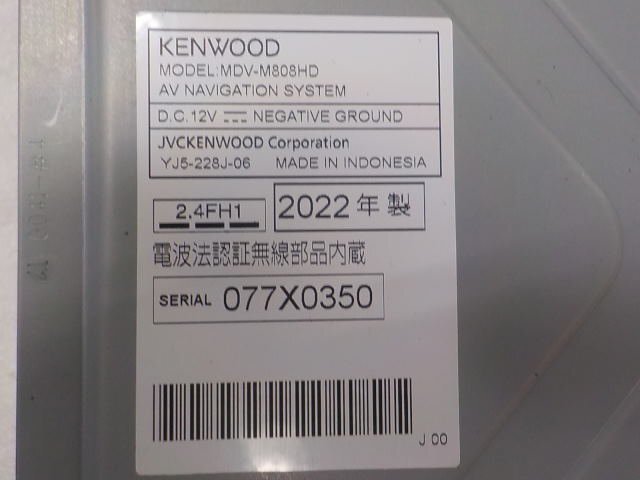 KENWOOD
MODEL:MDV-M808HD
AV NAVIGATION SYSTEM
D.C.12V ⎓ NEGATIVE GROUND
JVCKENWOOD Corporation
YJ5-228J-06 MADE IN INDONESIA
2.4FH1
2022年製
電波法認証無線部品内蔵
SERIAL 077X0350
J 00